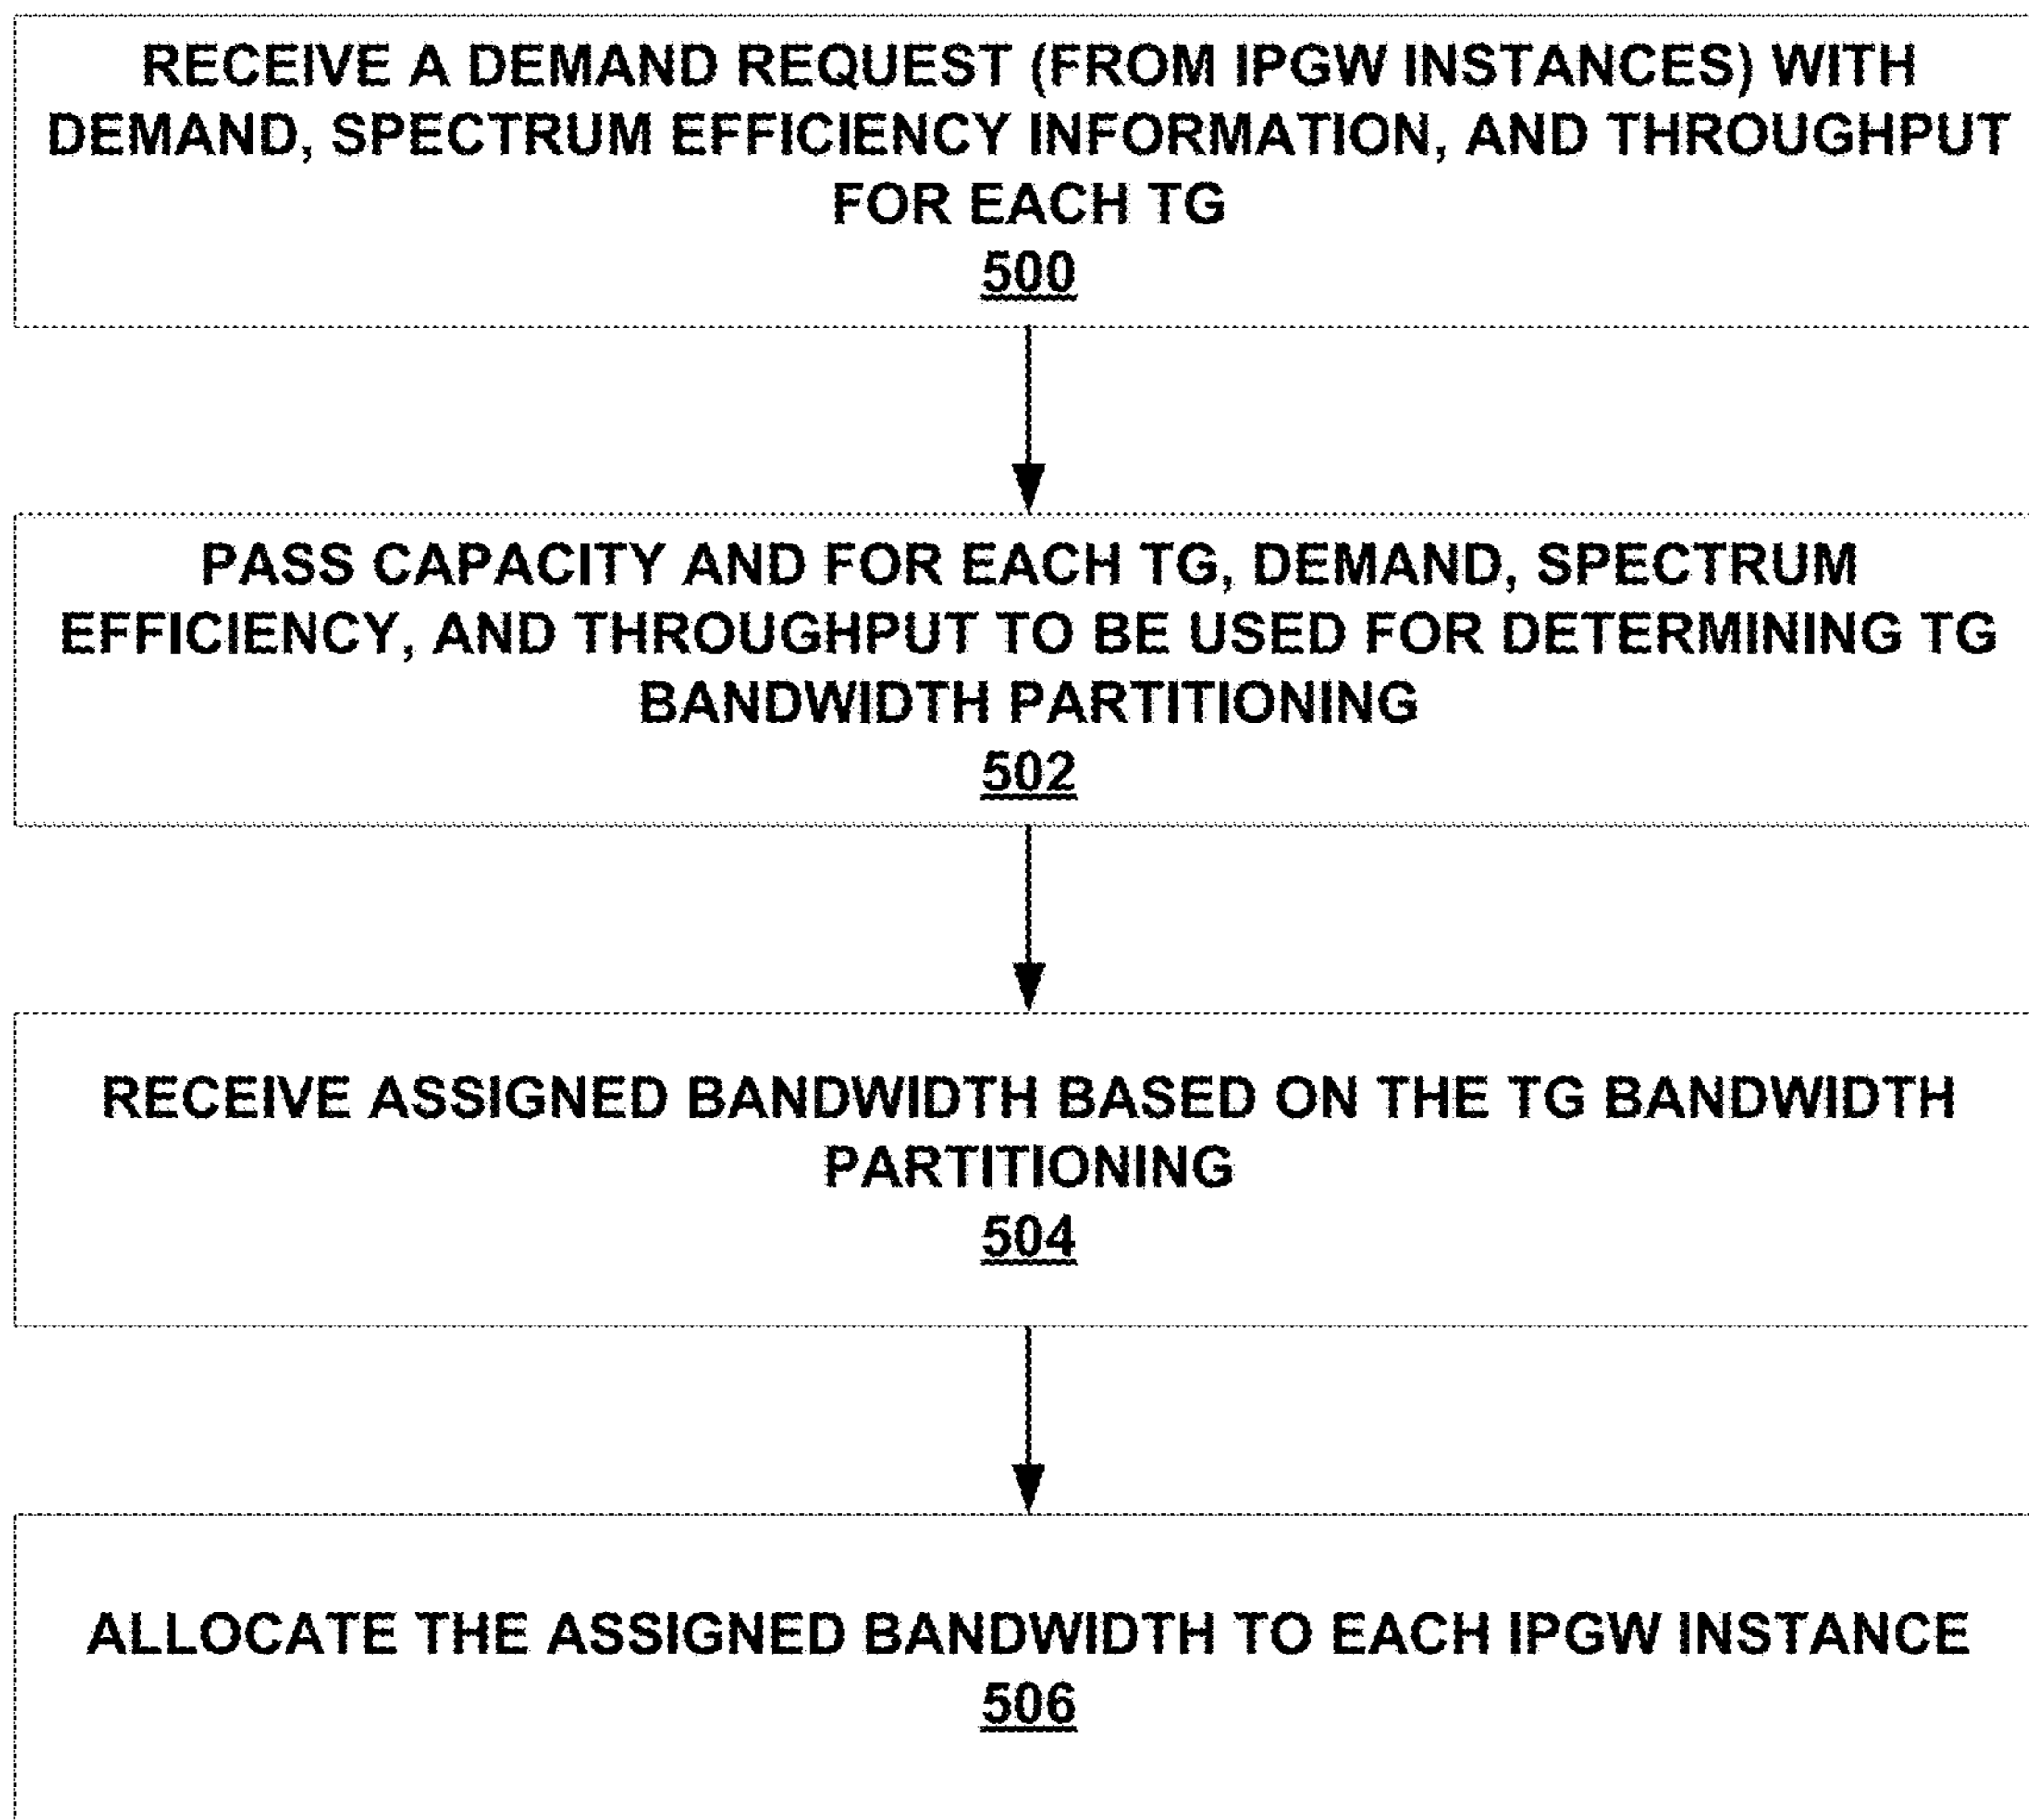 RECEIVE A DEMAND REQUEST (FROM IPGW INSTANCES) WITH
DEMAND, SPECTRUM EFFICIENCY INFORMATION, AND THROUGHPUT
FOR EACH TG
500
PASS CAPACITY AND FOR EACH TG, DEMAND, SPECTRUM
EFFICIENCY, AND THROUGHPUT TO BE USED FOR DETERMINING TG
BANDWIDTH PARTITIONING
502
RECEIVE ASSIGNED BANDWIDTH BASED ON THE TG BANDWIDTH
PARTITIONING
504
ALLOCATE THE ASSIGNED BANDWIDTH TO EACH IPGW INSTANCE
506